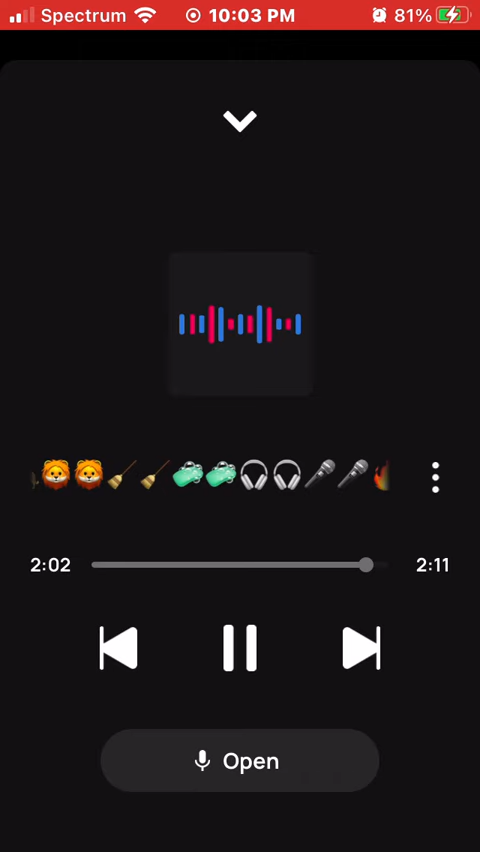 Spectrum 10:03 PM 81%
🦁🦁🧹🧹🧼🧼🎧🎧🎤🎤🔥
2:02 2:11
Open